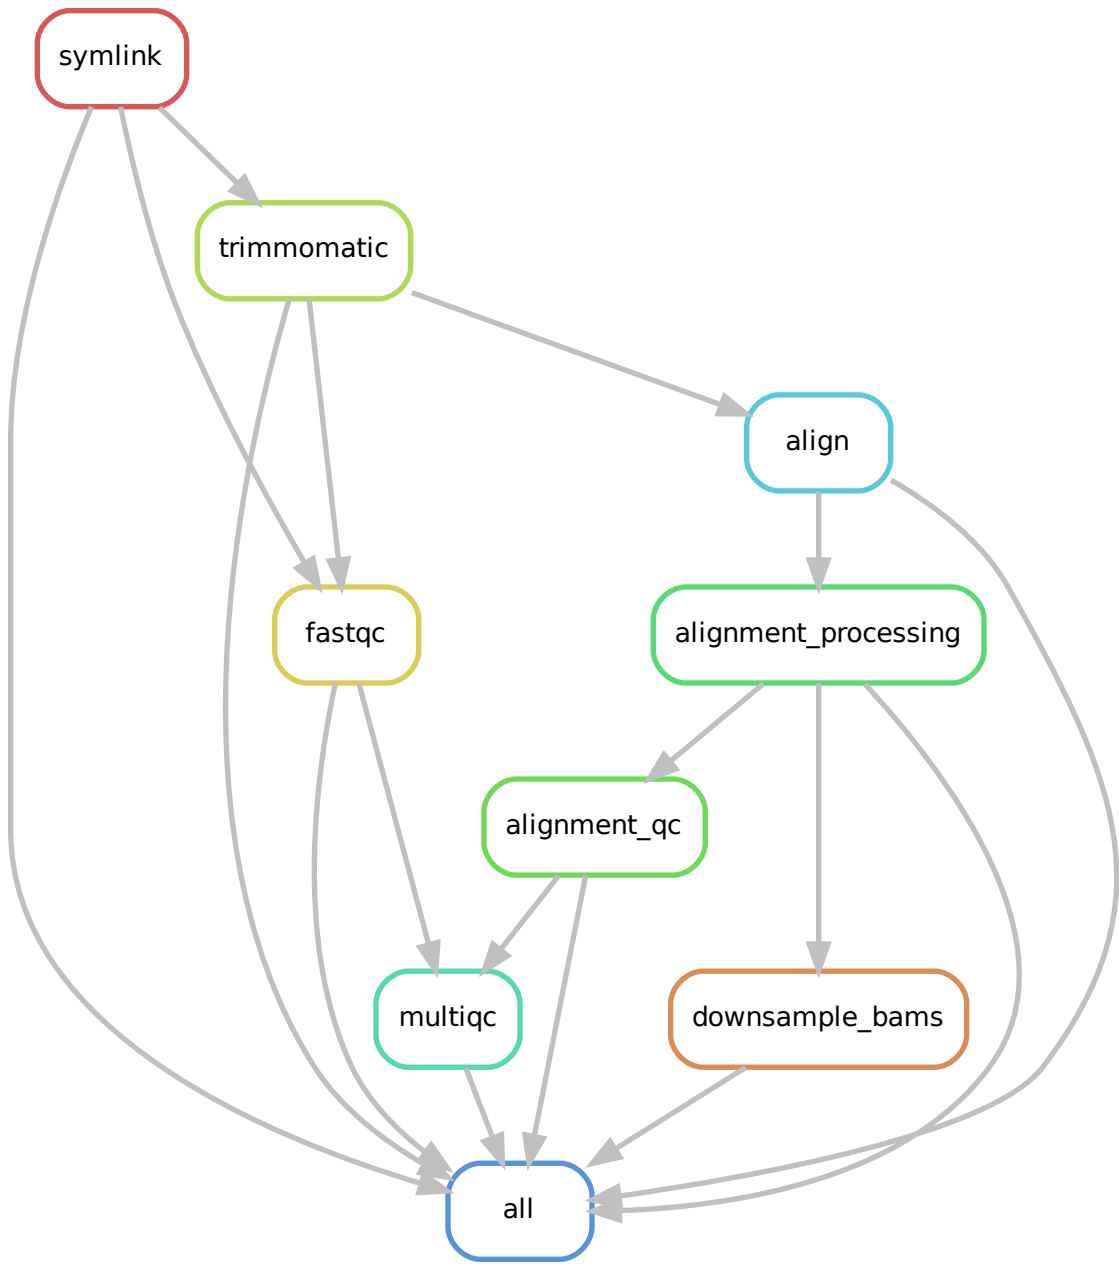 symlink
trimmomatic
align
fastqc
alignment_processing
alignment_qc
multiqc
downsample_bams
all